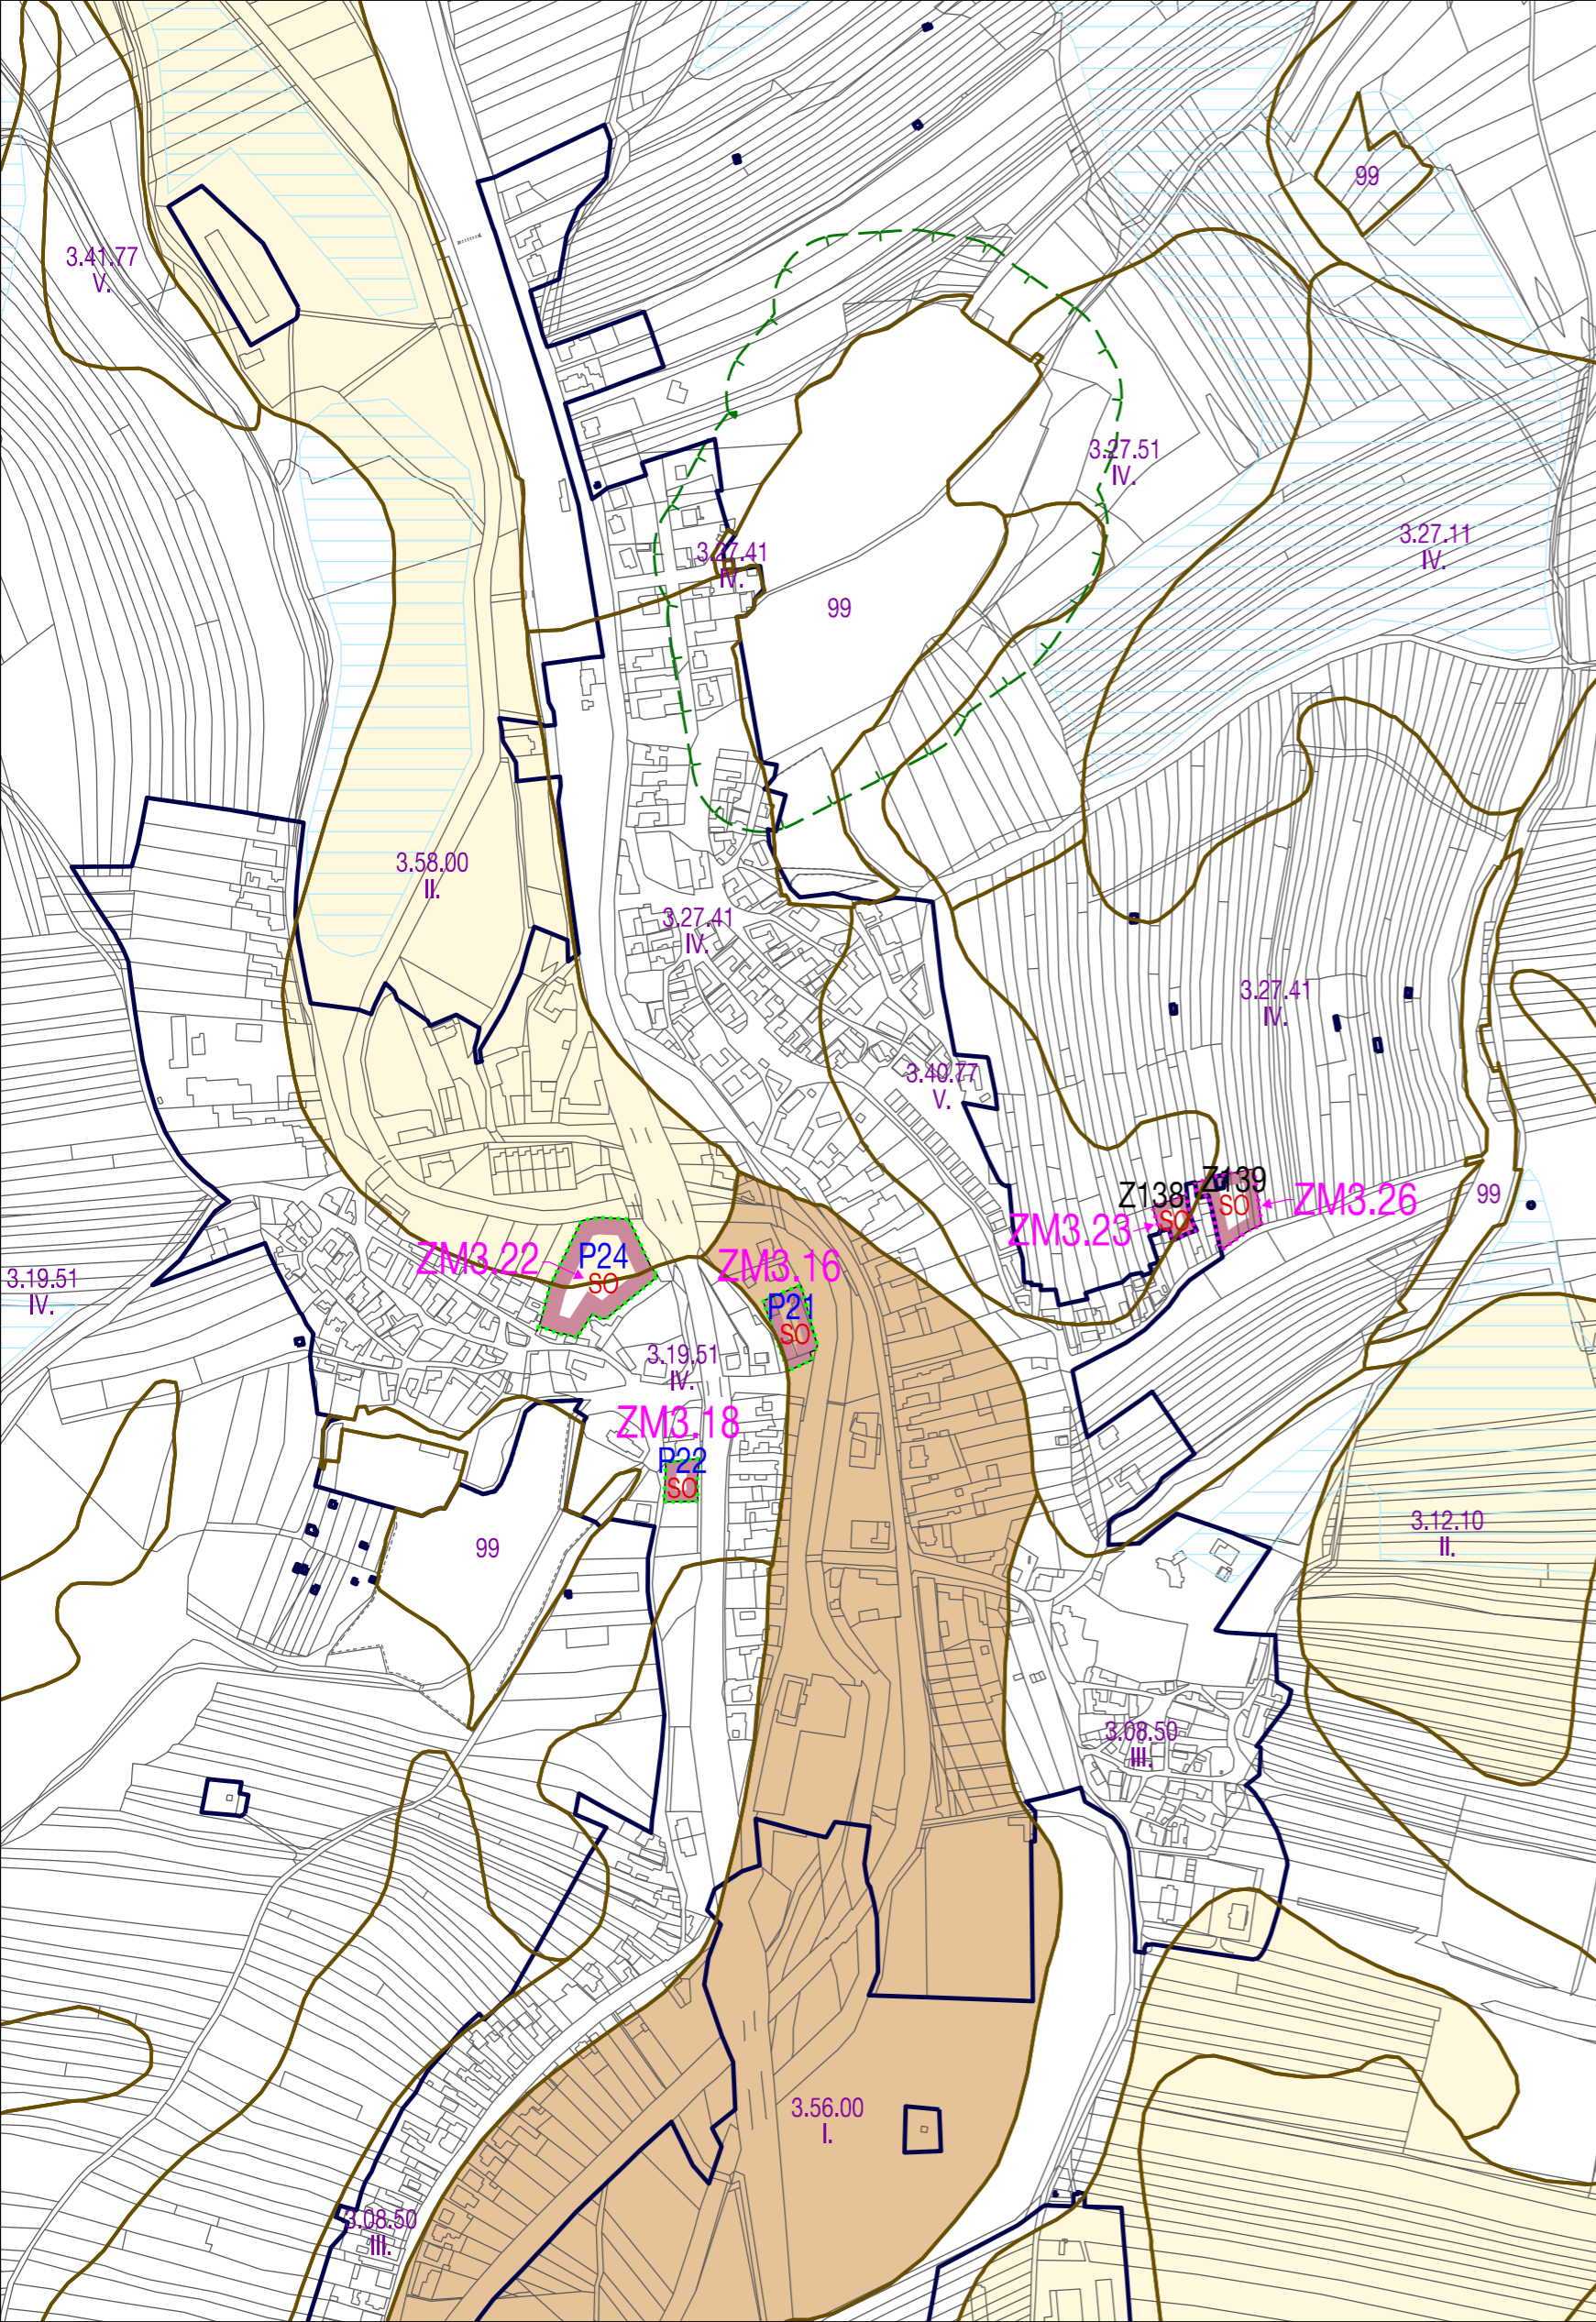 99
3.41.77
V.
3.27.51
IV.
3.27.11
IV.
3.27.41
IV.
99
3.58.00
II.
3.27.41
IV.
3.27.41
IV.
3.40.77
V.
Z139
Z138
SO
SO
ZM3.26
ZM3.23
99
ZM3.22
P24
SO
ZM3.16
P21
SO
3.19.51
IV.
3.19.51
IV.
ZM3.18
P22
SO
99
3.12.10
II.
3.08.50
III.
3.56.00
I.
3.08.50
III.